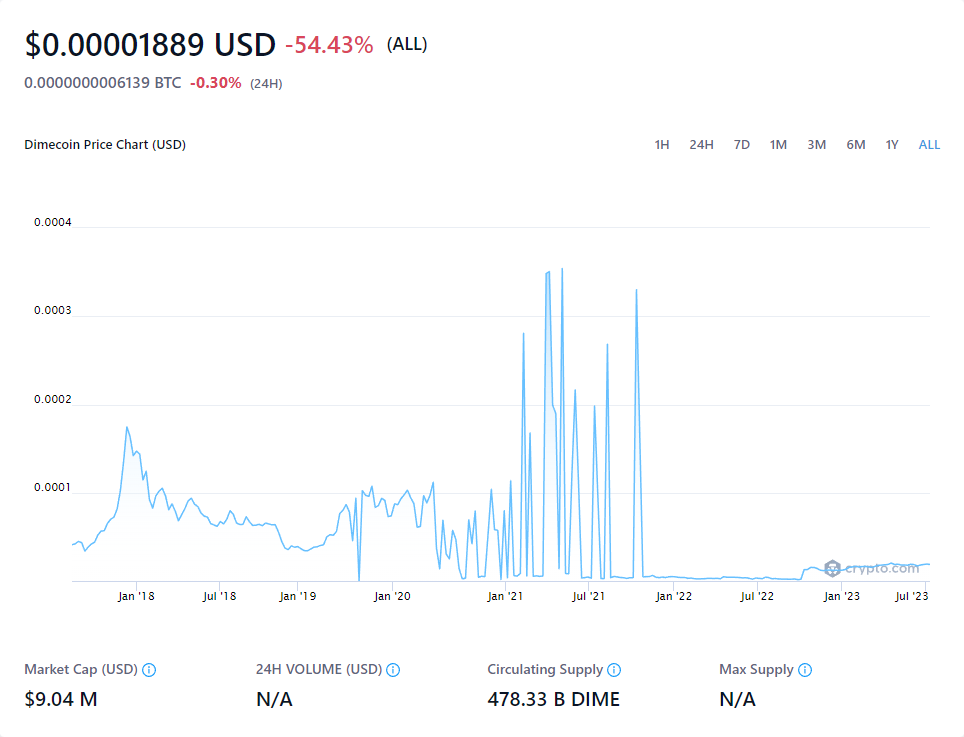 $0.00001889 USD -54.43% (ALL)
0.0000000006139 BTC -0.30% (24H)
Dimecoin Price Chart (USD) 1H 24H 7D 1M 3M 6M 1Y ALL
0.0004
0.0003
0.0002
0.0001
crypto.com
Jan '18 Jul '18 Jan '19 Jan '20 Jan '21 Jul '21 Jan '22 Jul '22 Jan '23 Jul '23
Market Cap (USD) 24H VOLUME (USD) Circulating Supply Max Supply
$9.04 M N/A 478.33 B DIME N/A